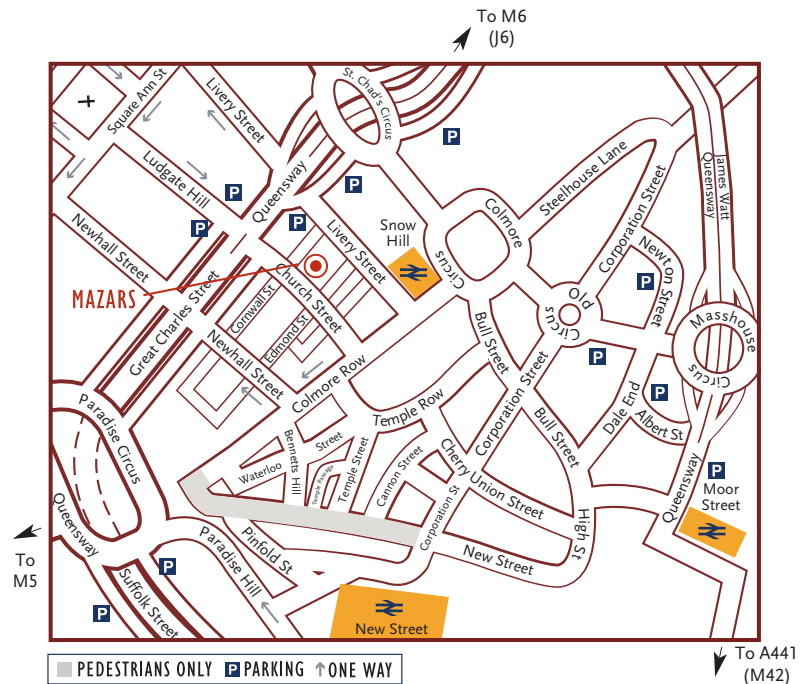 To M6
(J6)
Square Ann St
Livery Street
St. Chad's Circus
Ludgate Hill
P
P
P
Queensway
P
P
Newhall Street
Livery Street
Snow
Hill
Colmore
Circus
Steelhouse Lane
Corporation Street
James Watt
Queensway
Newton Street
P
MAZARS
Church Street
Cornwall St
Edmond St
Great Charles Street
Newhall Street
Colmore Row
Bull Street
Old
Circus
Masshouse
Circus
P
P
Corporation Street
Bull Street
Dale End
Albert St
Paradise Circus
Temple Row
Bennetts Hill
Waterloo
Street
Temple Passage
Temple Street
Cannon Street
Cherry Union Street
Corporation St
High St
New Street
Queensway
P
Moor
Street
Queensway
To
M5
Pinfold St
Paradise Hill
P
Suffolk Street
P
New Street
To A441
(M42)
PEDESTRIANS ONLY P PARKING ONE WAY